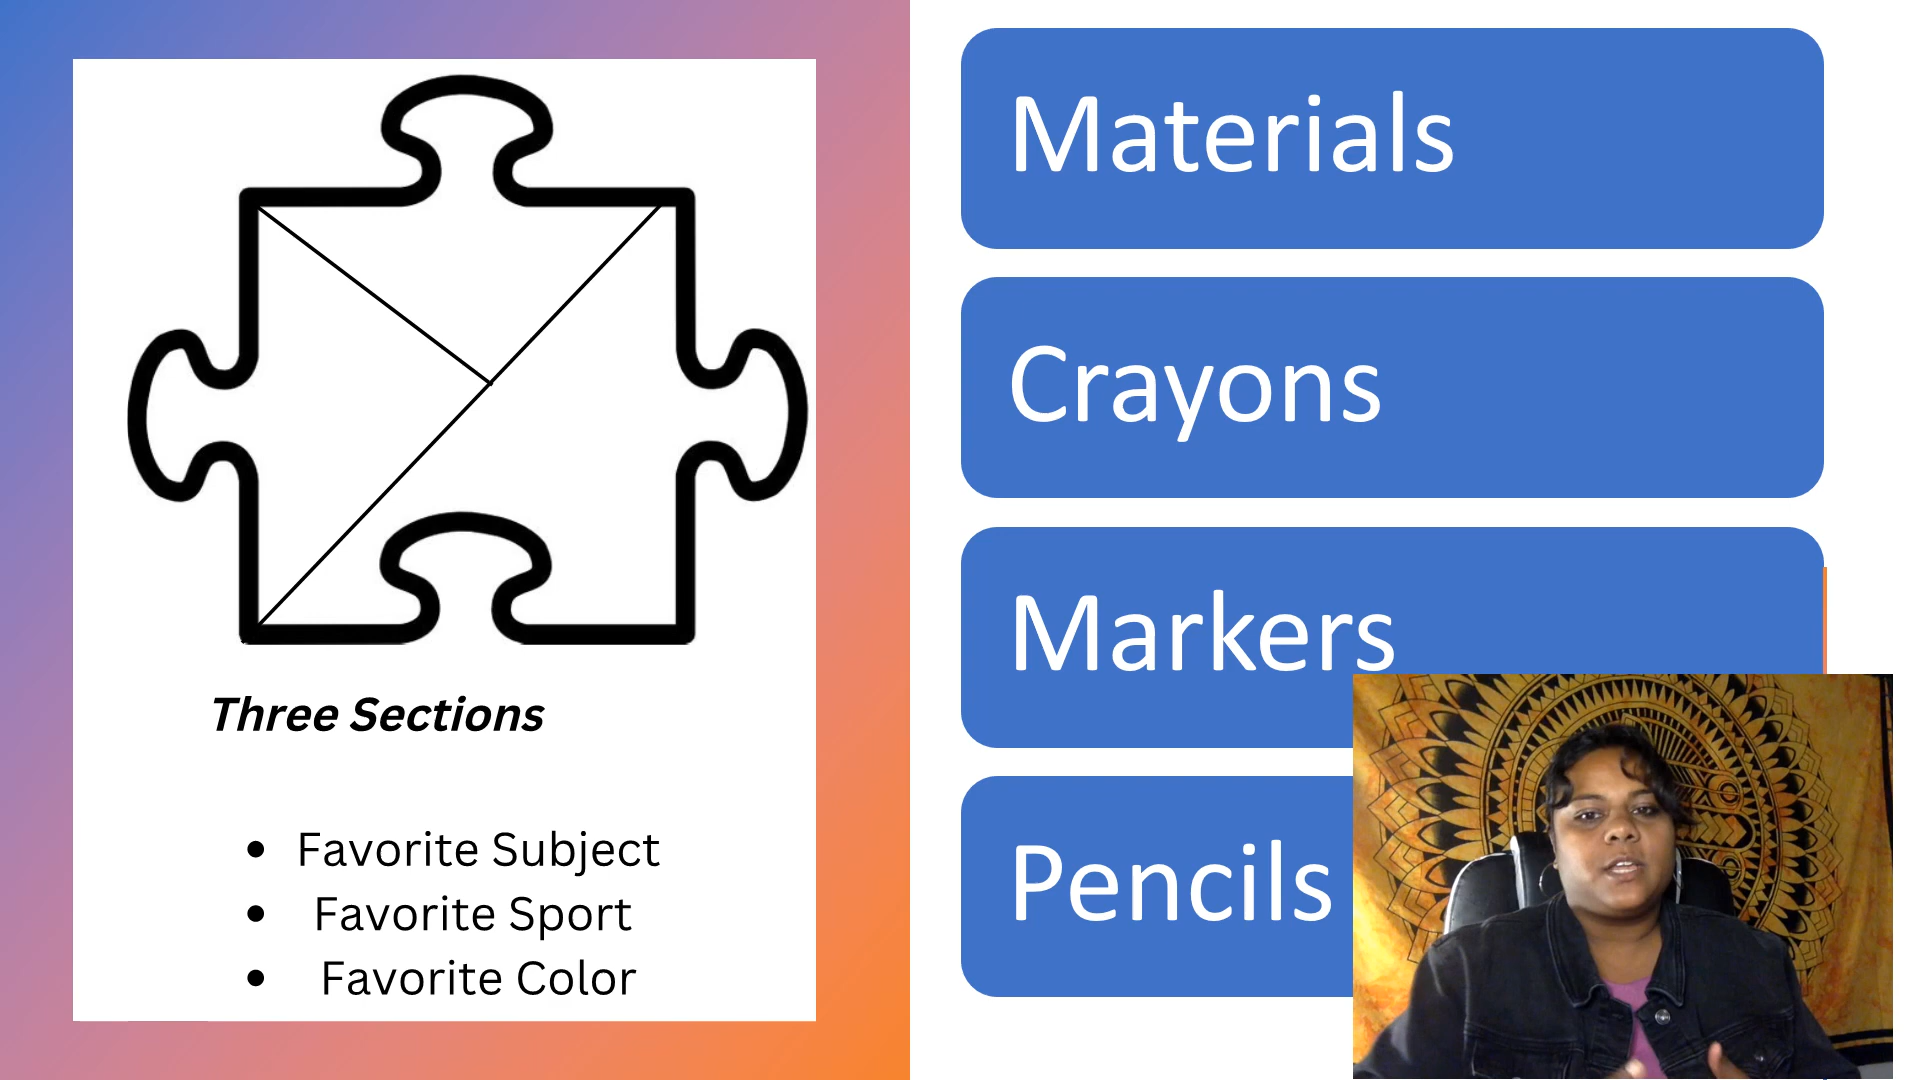 Three Sections
Favorite Subject
Favorite Sport
Favorite Color
Materials
Crayons
Markers
Pencils